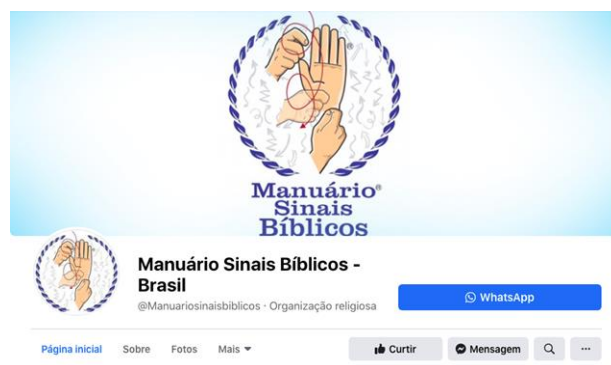 Manuário®
Sinais
Bíblicos
Manuário Sinais Bíblicos -
Brasil
@Manuariosinaisbiblicos · Organização religiosa
WhatsApp
Página inicial Sobre Fotos Mais Curtir Mensagem